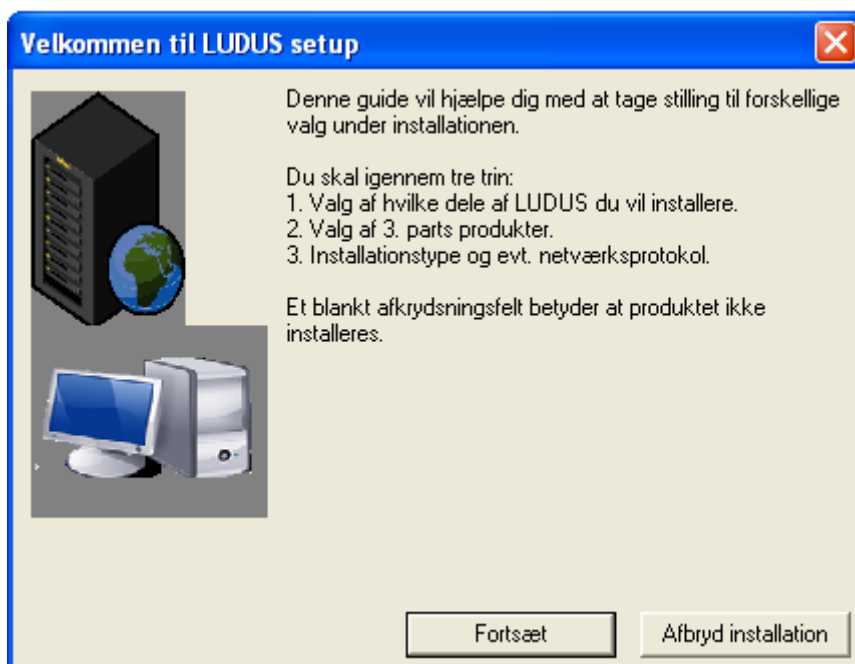 Velkommen til LUDUS setup
Denne guide vil hjælpe dig med at tage stilling til forskellige
valg under installationen.
Du skal igennem tre trin:
1. Valg af hvilke dele af LUDUS du vil installere.
2. Valg af 3. parts produkter.
3. Installationstype og evt. netværksprotokol.
Et blankt afkrydsningsfelt betyder at produktet ikke
installeres.
Fortsæt
Afbryd installation